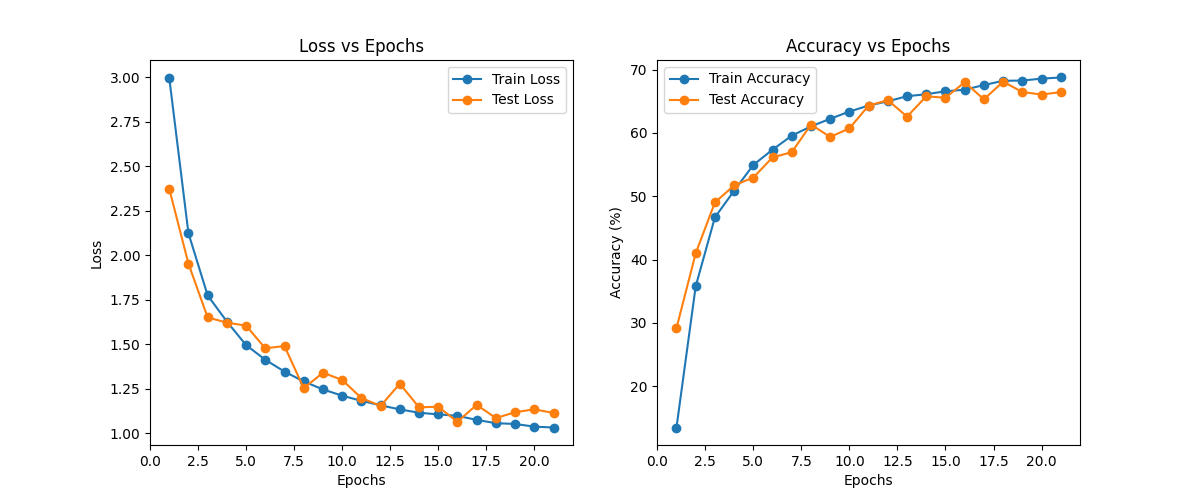 Loss vs Epochs
3.00
2.75
2.50
2.25
2.00
1.75
1.50
1.25
1.00
Loss
Train Loss
Test Loss
0.0 2.5 5.0 7.5 10.0 12.5 15.0 17.5 20.0
Epochs
Accuracy vs Epochs
70
60
50
40
30
20
Accuracy (%)
Train Accuracy
Test Accuracy
0.0 2.5 5.0 7.5 10.0 12.5 15.0 17.5 20.0
Epochs